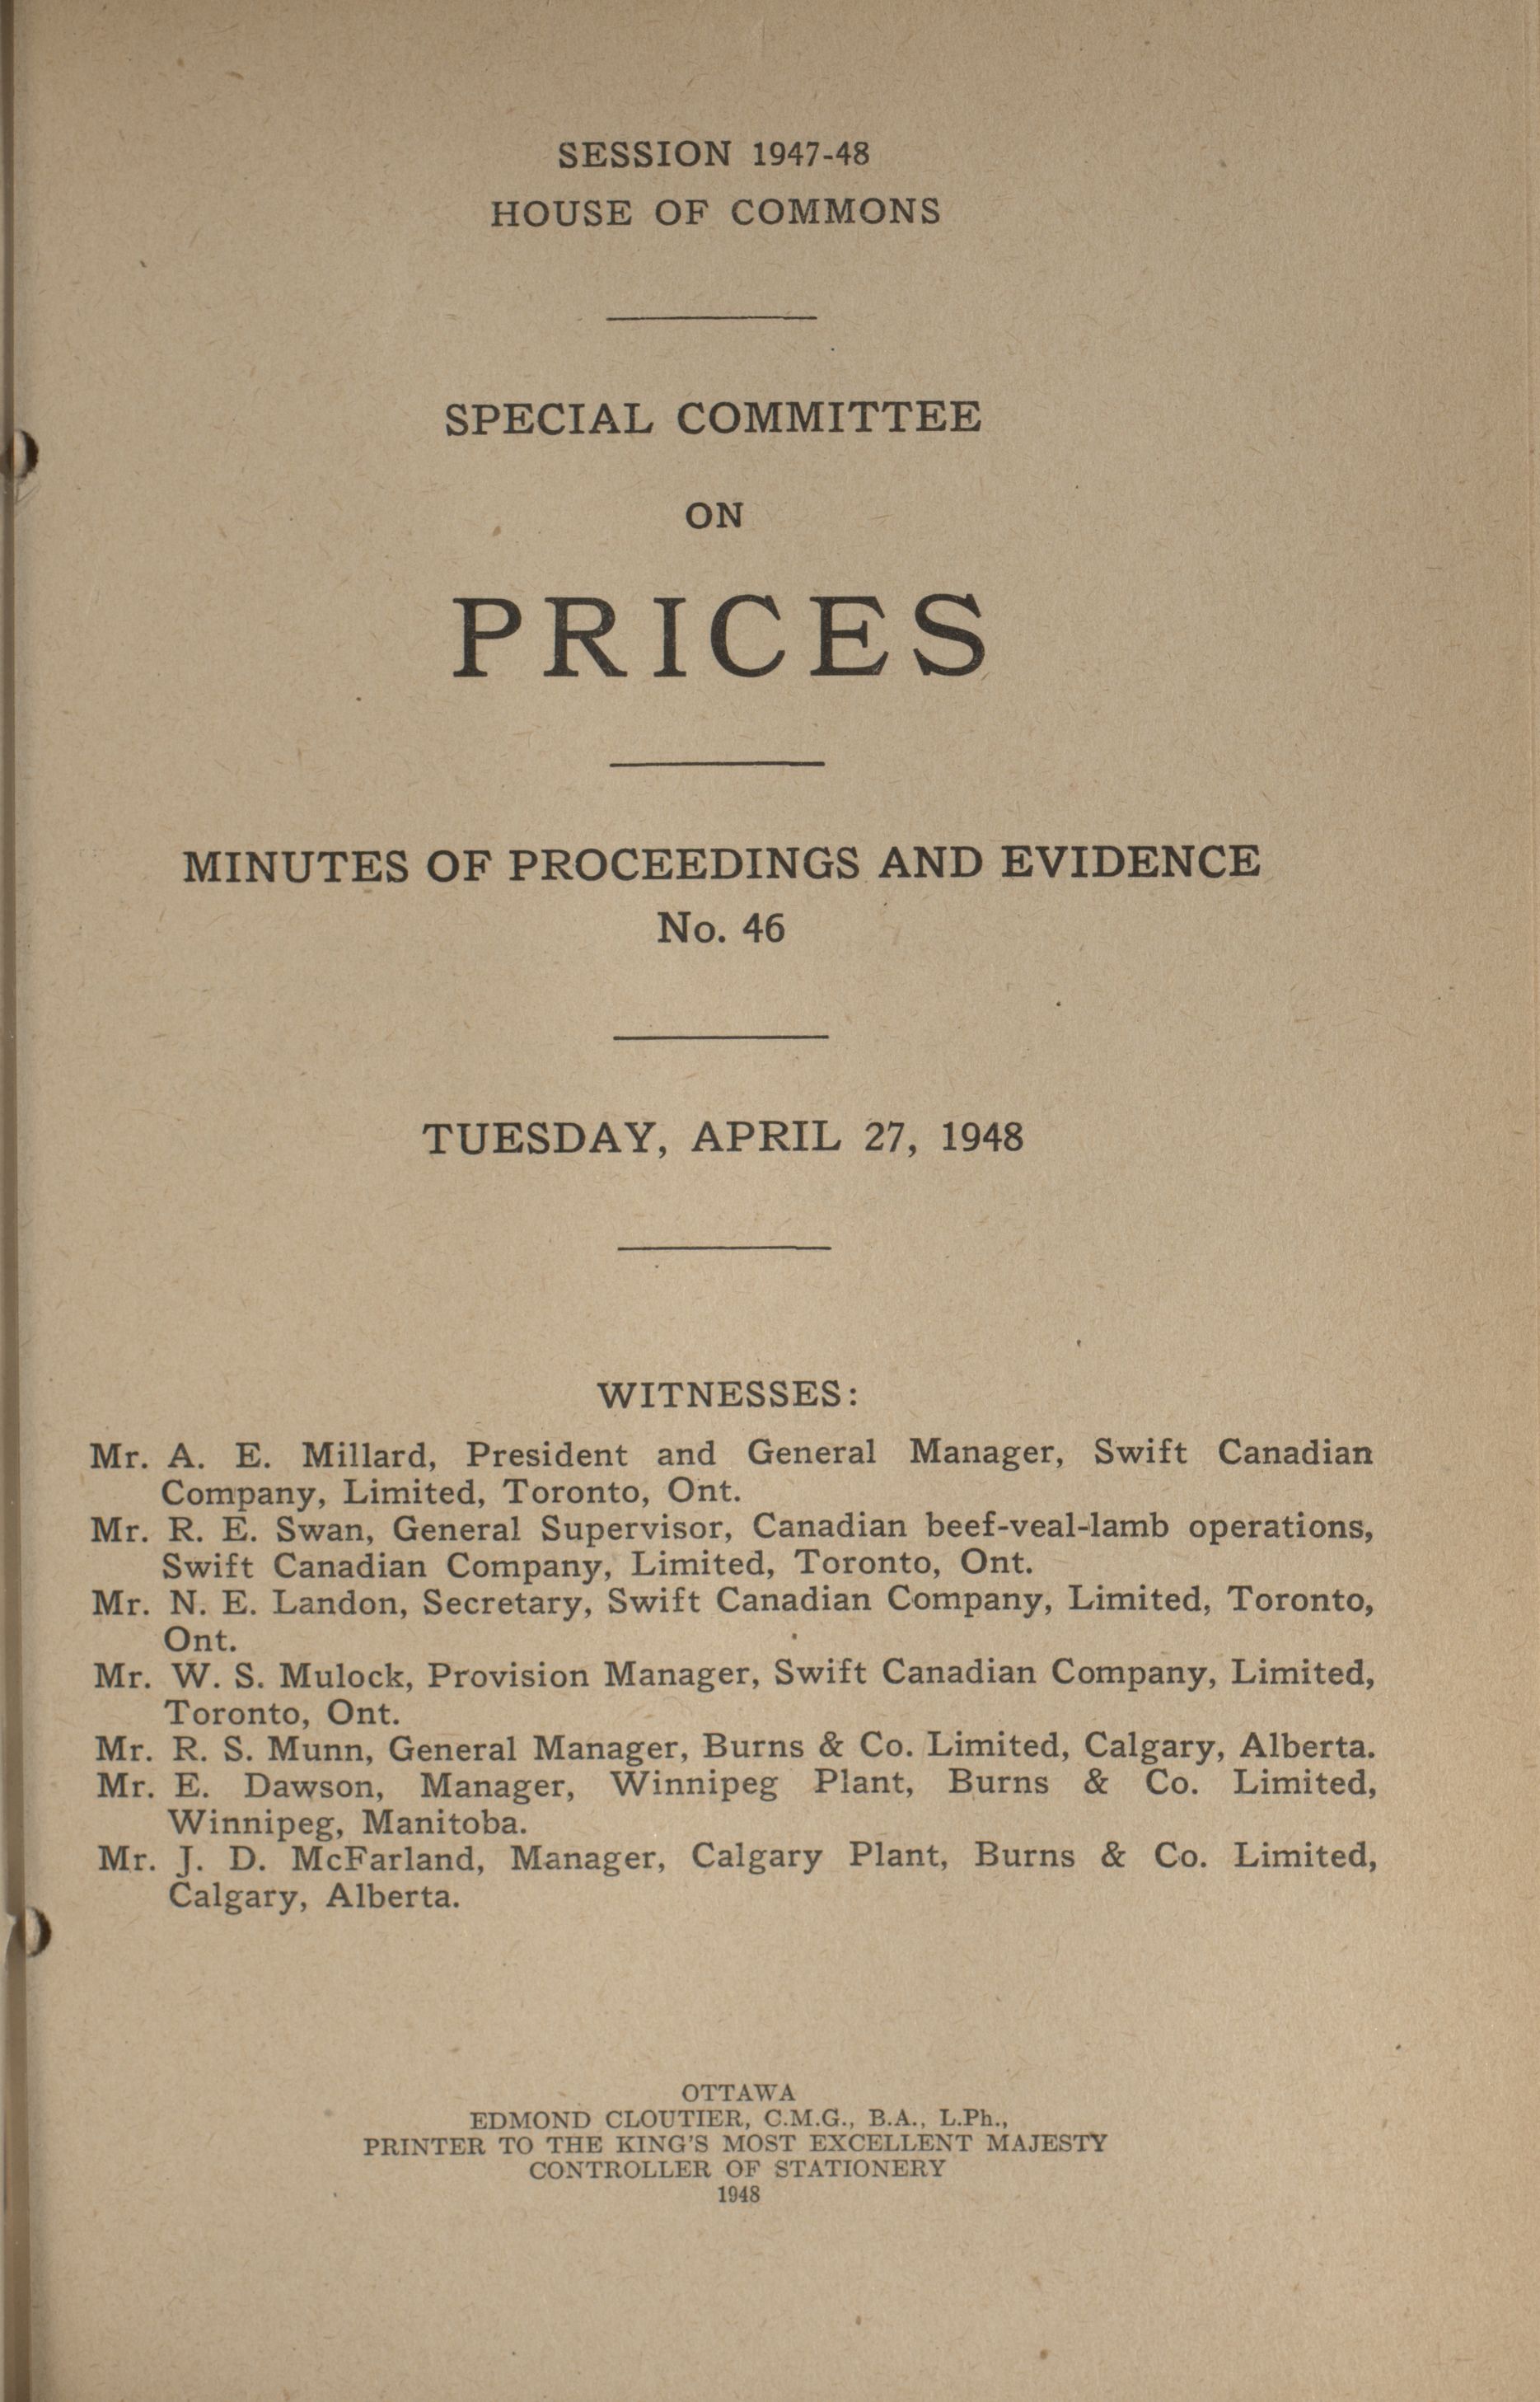 SESSION 1947-48
HOUSE OF COMMONS
SPECIAL COMMITTEE
ON
PRICES
MINUTES OF PROCEEDINGS AND EVIDENCE
No. 46
TUESDAY, APRIL 27, 1948
WITNESSES:
Mr. A. E. Millard, President and General Manager, Swift Canadian
Company, Limited, Toronto, Ont.
Mr. R. E. Swan, General Supervisor, Canadian beef-veal-lamb operations,
Swift Canadian Company, Limited, Toronto, Ont.
Mr. N. E. Landon, Secretary, Swift Canadian Company, Limited, Toronto,
Ont.
Mr. W. S. Mulock, Provision Manager, Swift Canadian Company, Limited,
Toronto, Ont.
Mr. R. S. Munn, General Manager, Burns & Co. Limited, Calgary, Alberta.
Mr. E. Dawson, Manager, Winnipeg Plant, Burns & Co. Limited,
Winnipeg, Manitoba.
Mr. J. D. McFarland, Manager, Calgary Plant, Burns & Co. Limited,
Calgary, Alberta.
OTTAWA
EDMOND CLOUTIER, C.M.G., B.A., L.Ph.,
PRINTER TO THE KING'S MOST EXCELLENT MAJESTY
CONTROLLER OF STATIONERY
1948